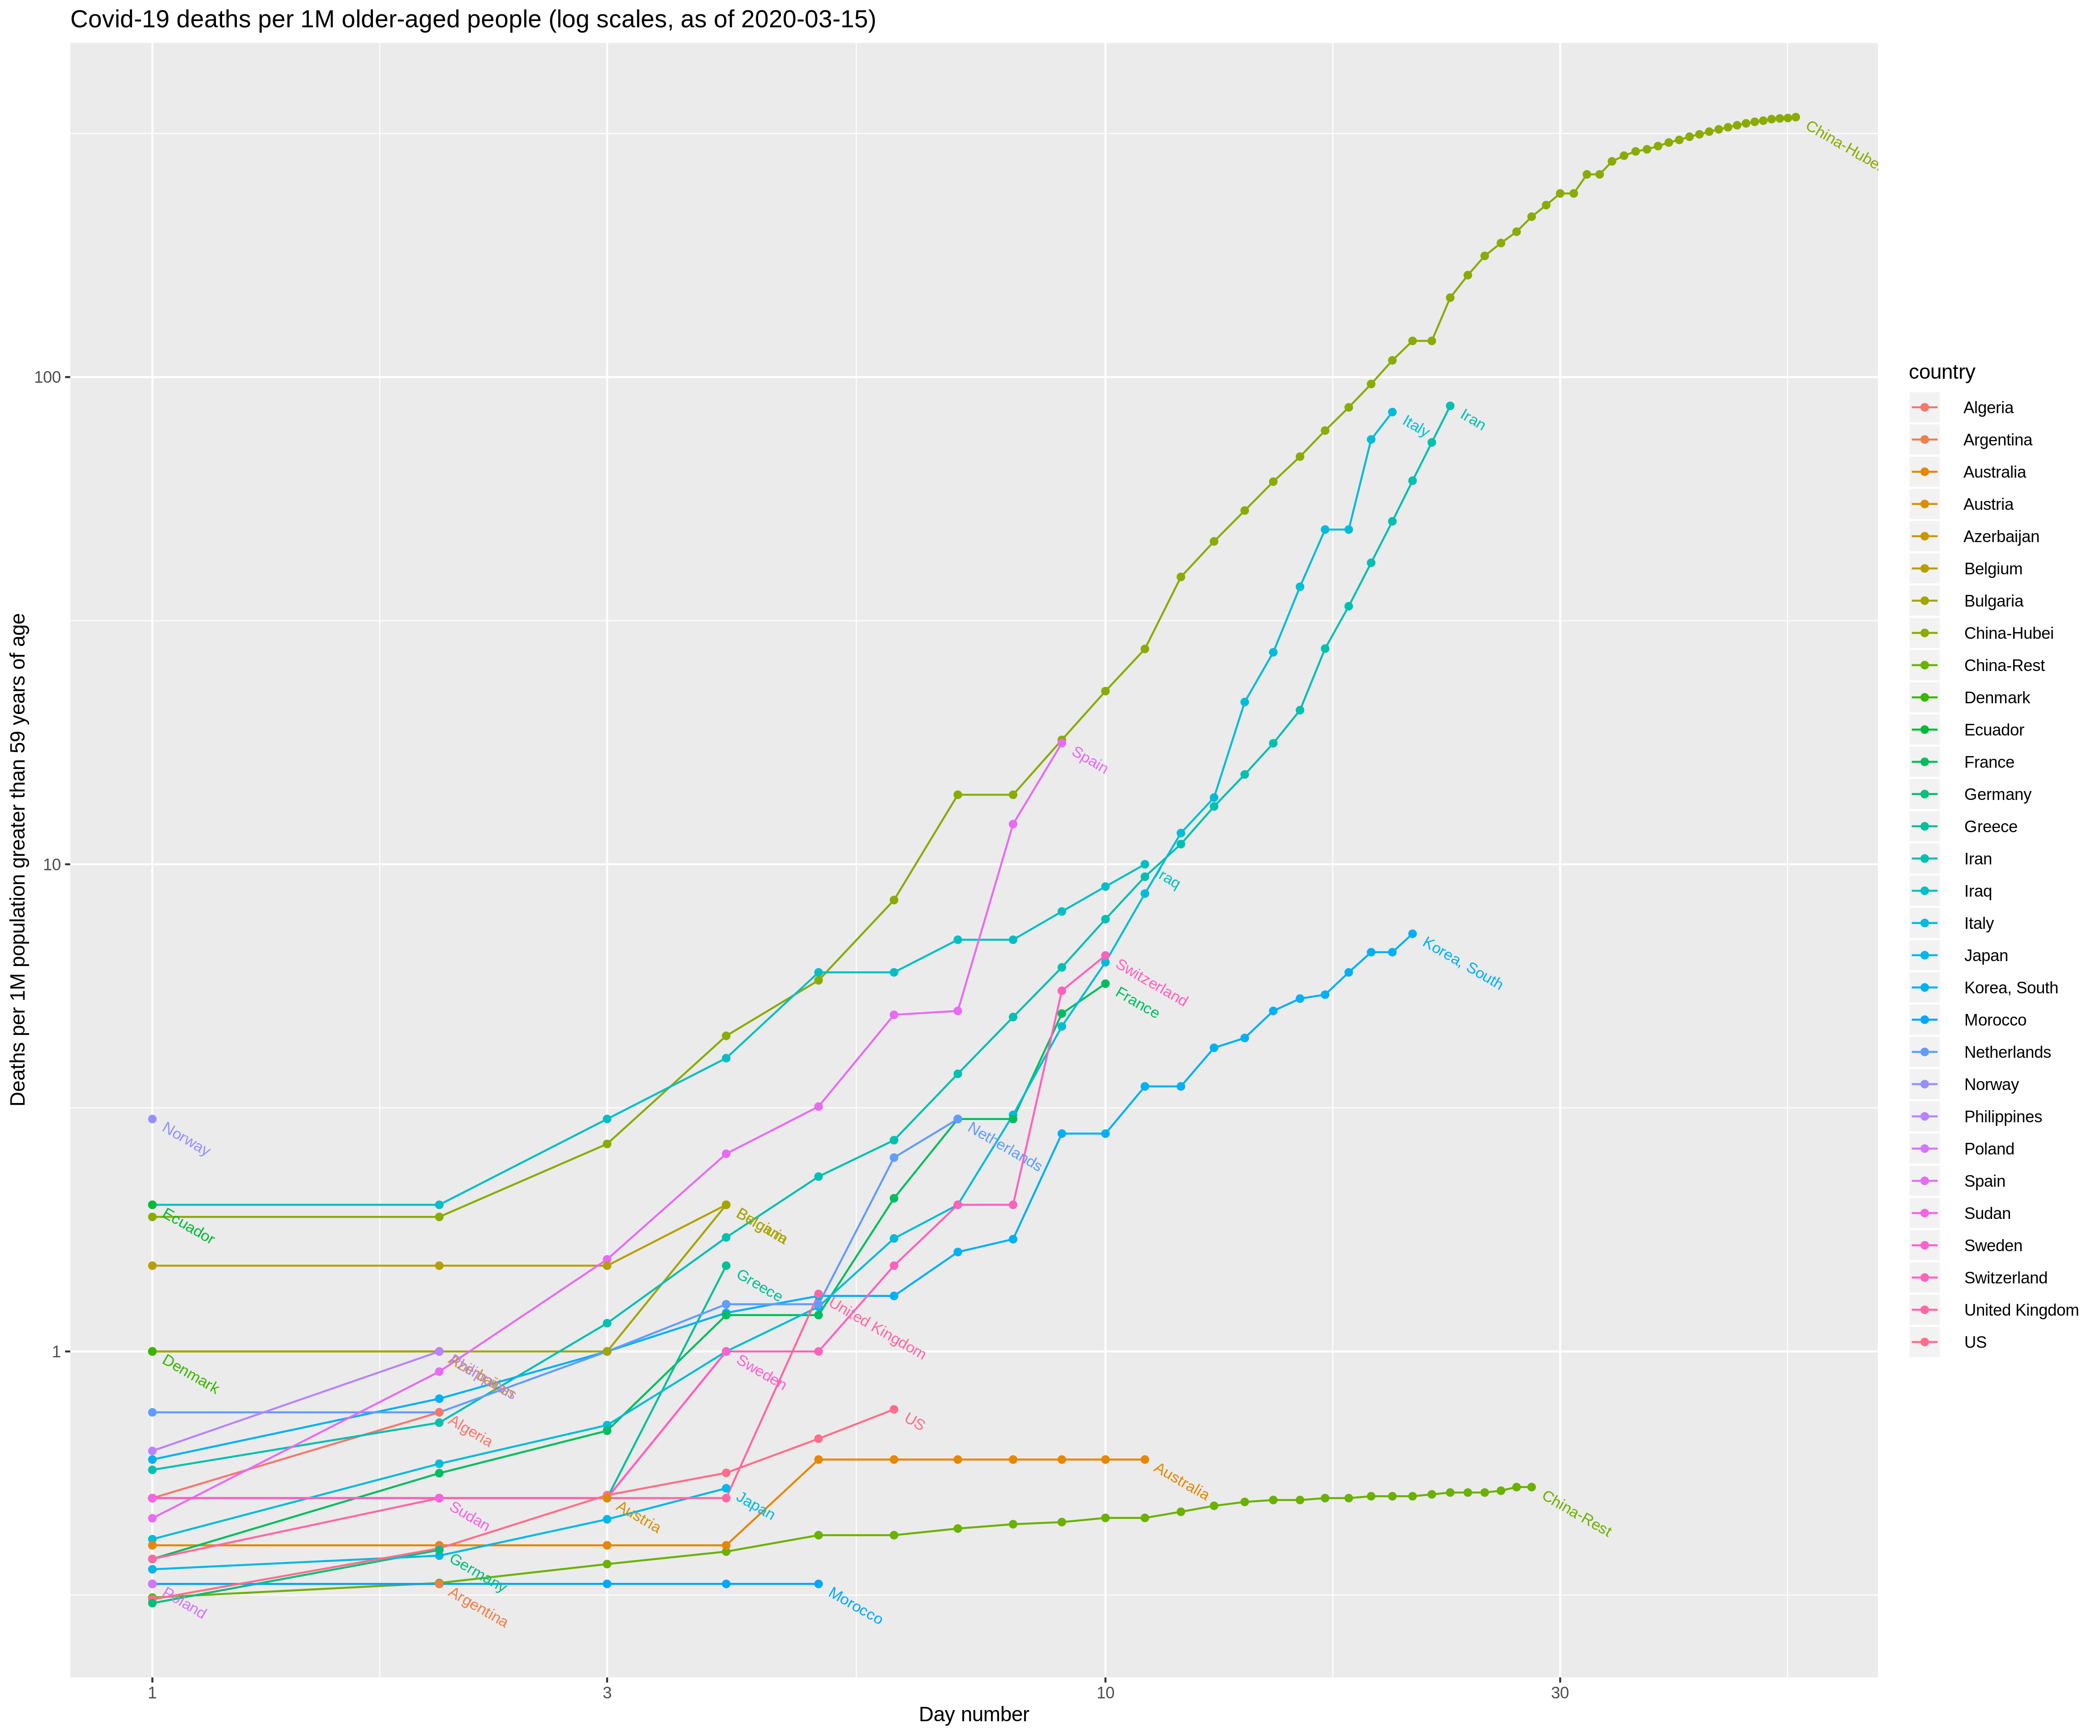 Covid-19 deaths per 1M older-aged people (log scales, as of 2020-03-15)
Deaths per 1M population greater than 59 years of age
100
10
1
China-Hube
Italy
Iran
Spain
Iraq
Korea, South
Switzerland
France
Norway
Netherlands
Ecuador
Belgium
Bulgaria
Greece
United Kingdom
Denmark
Philippines
Azerbaijan
Sweden
Algeria
US
Australia
Sudan
Japan
Austria
China-Rest
Germany
Poland
Argentina
Morocco
1
3
10
30
Day number
country
Algeria
Argentina
Australia
Austria
Azerbaijan
Belgium
Bulgaria
China-Hubei
China-Rest
Denmark
Ecuador
France
Germany
Greece
Iran
Iraq
Italy
Japan
Korea, South
Morocco
Netherlands
Norway
Philippines
Poland
Spain
Sudan
Sweden
Switzerland
United Kingdom
US